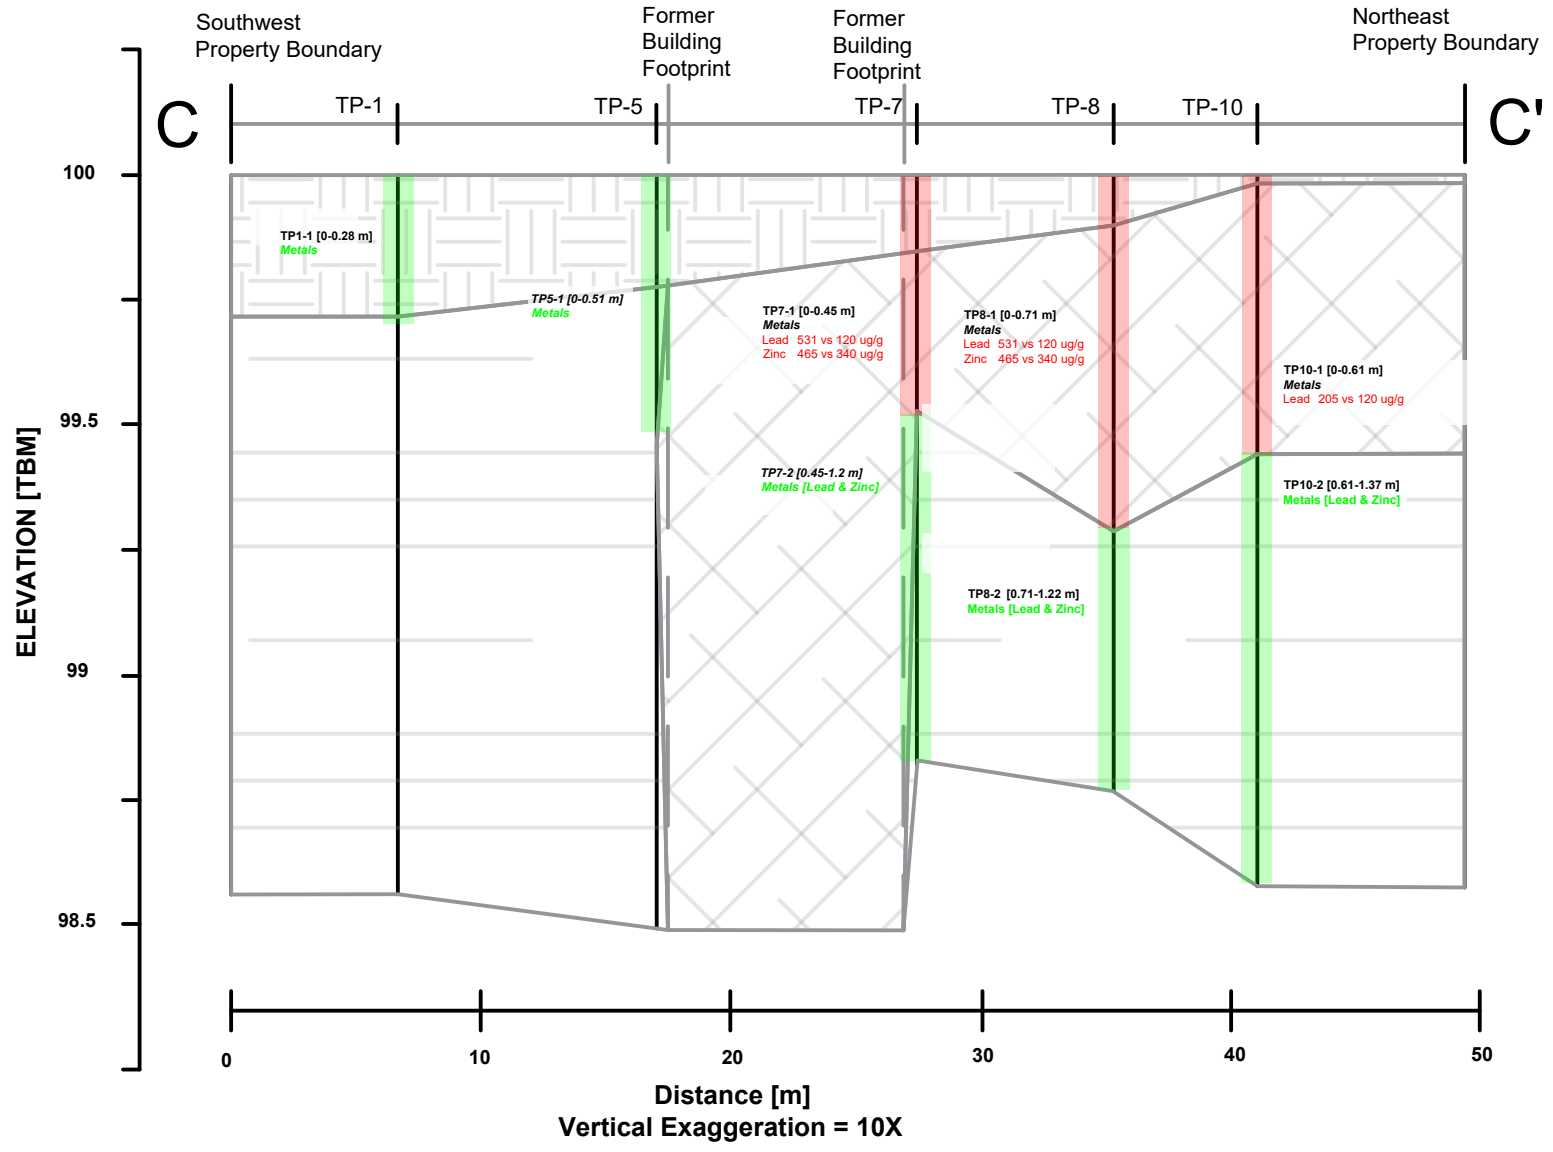 Southwest
Property Boundary
Former
Building
Footprint
Former
Building
Footprint
Northeast
Property Boundary
C
TP-1
TP-5
TP-7
TP-8
TP-10
C'
100
99.5
99
98.5
ELEVATION [TBM]
TP1-1 [0-0.28 m]
Metals
TP5-1 [0-0.51 m]
Metals
TP7-1 [0-0.45 m]
Metals
Lead 531 vs 120 ug/g
Zinc 465 vs 340 ug/g
TP8-1 [0-0.71 m]
Metals
Lead 531 vs 120 ug/g
Zinc 465 vs 340 ug/g
TP10-1 [0-0.61 m]
Metals
Lead 205 vs 120 ug/g
TP7-2 [0.45-1.2 m]
Metals [Lead & Zinc]
TP10-2 [0.61-1.37 m]
Metals [Lead & Zinc]
TP8-2 [0.71-1.22 m]
Metals [Lead & Zinc]
0
10
20
30
40
50
Distance [m]
Vertical Exaggeration = 10X